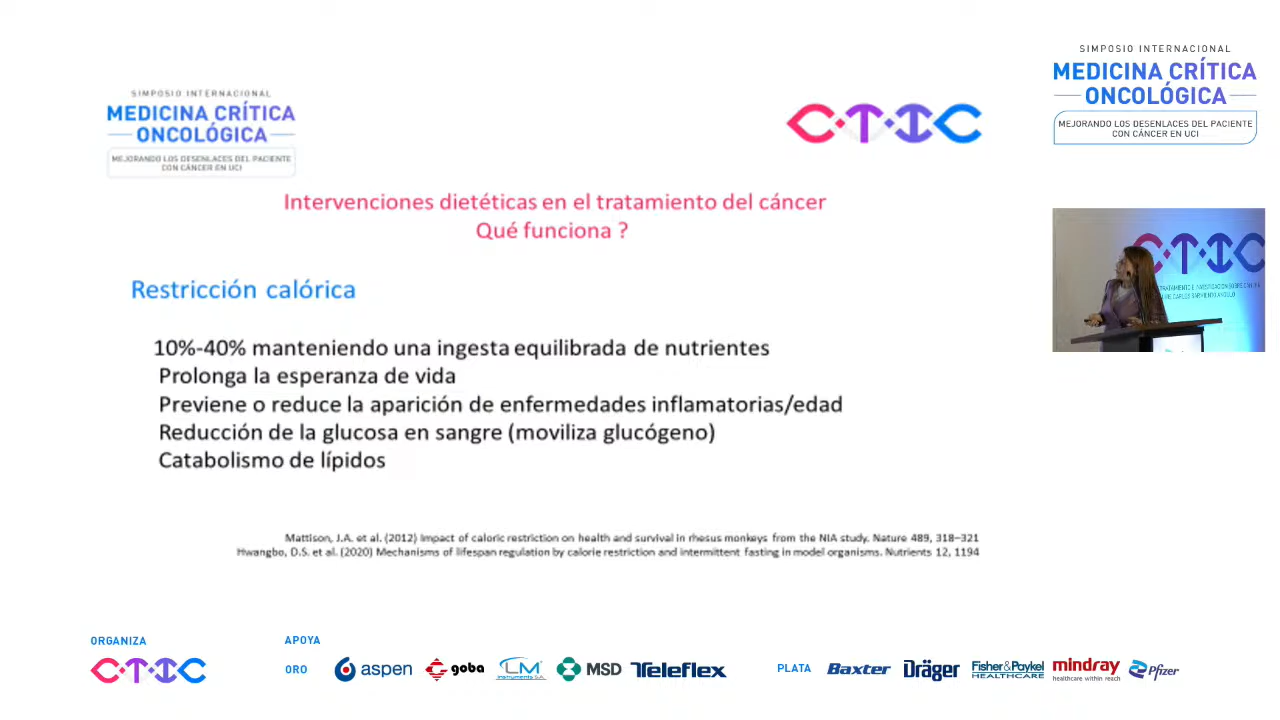 SIMPOSIO INTERNACIONAL
MEDICINA CRÍTICA
ONCOLÓGICA
MEJORANDO LOS DESENLACES DEL PACIENTE
CON CÁNCER EN UCI
CTIC
SIMPOSIO INTERNACIONAL
MEDICINA CRÍTICA
ONCOLÓGICA
MEJORANDO LOS DESENLACES DEL PACIENTE
CON CÁNCER EN UCI
Intervenciones dietéticas en el tratamiento del cáncer
Qué funciona ?
Restricción calórica
10%-40% manteniendo una ingesta equilibrada de nutrientes
Prolonga la esperanza de vida
Previene o reduce la aparición de enfermedades inflamatorias/edad
Reducción de la glucosa en sangre (moviliza glucógeno)
Catabolismo de lípidos
Mattison, J.A. et al. (2012) Impact of caloric restriction on health and survival in rhesus monkeys from the NIA study. Nature 489, 318–321
Hwangbo, D.S. et al. (2020) Mechanisms of lifespan regulation by calorie restriction and intermittent fasting in model organisms. Nutrients 12, 1194
CTIC
ORGANIZA
CTIC
APOYA
ORO
aspen
goba
LM
Instruments S.A.
MSD
Teleflex
PLATA
Baxter
Dräger
Fisher & Paykel
HEALTHCARE
mindray
healthcare within reach
Pfizer